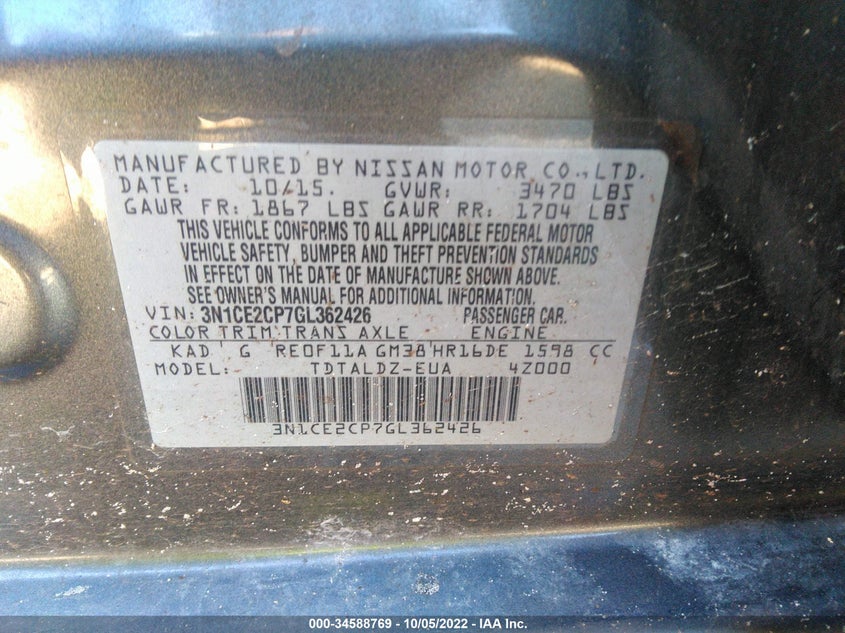 MANUFACTURED BY NISSAN MOTOR CO.,LTD.
DATE: 10/15. GVWR: 3470 LBS
GAWR FR: 1867 LBS GAWR RR: 1704 LBS
THIS VEHICLE CONFORMS TO ALL APPLICABLE FEDERAL MOTOR
VEHICLE SAFETY, BUMPER AND THEFT PREVENTION STANDARDS
IN EFFECT ON THE DATE OF MANUFACTURE SHOWN ABOVE.
SEE OWNER'S MANUAL FOR ADDITIONAL INFORMATION.
VIN: 3N1CE2CP7GL362426 PASSENGER CAR.
COLOR TRIM TRANS AXLE ENGINE
KAD G RE0F11A GM38 HR16DE 1598 CC
MODEL: TDTALDZ-EUA 4Z000
3N1CE2CP7GL362426
000-34588769 | 10/05/2022 - IAA Inc.